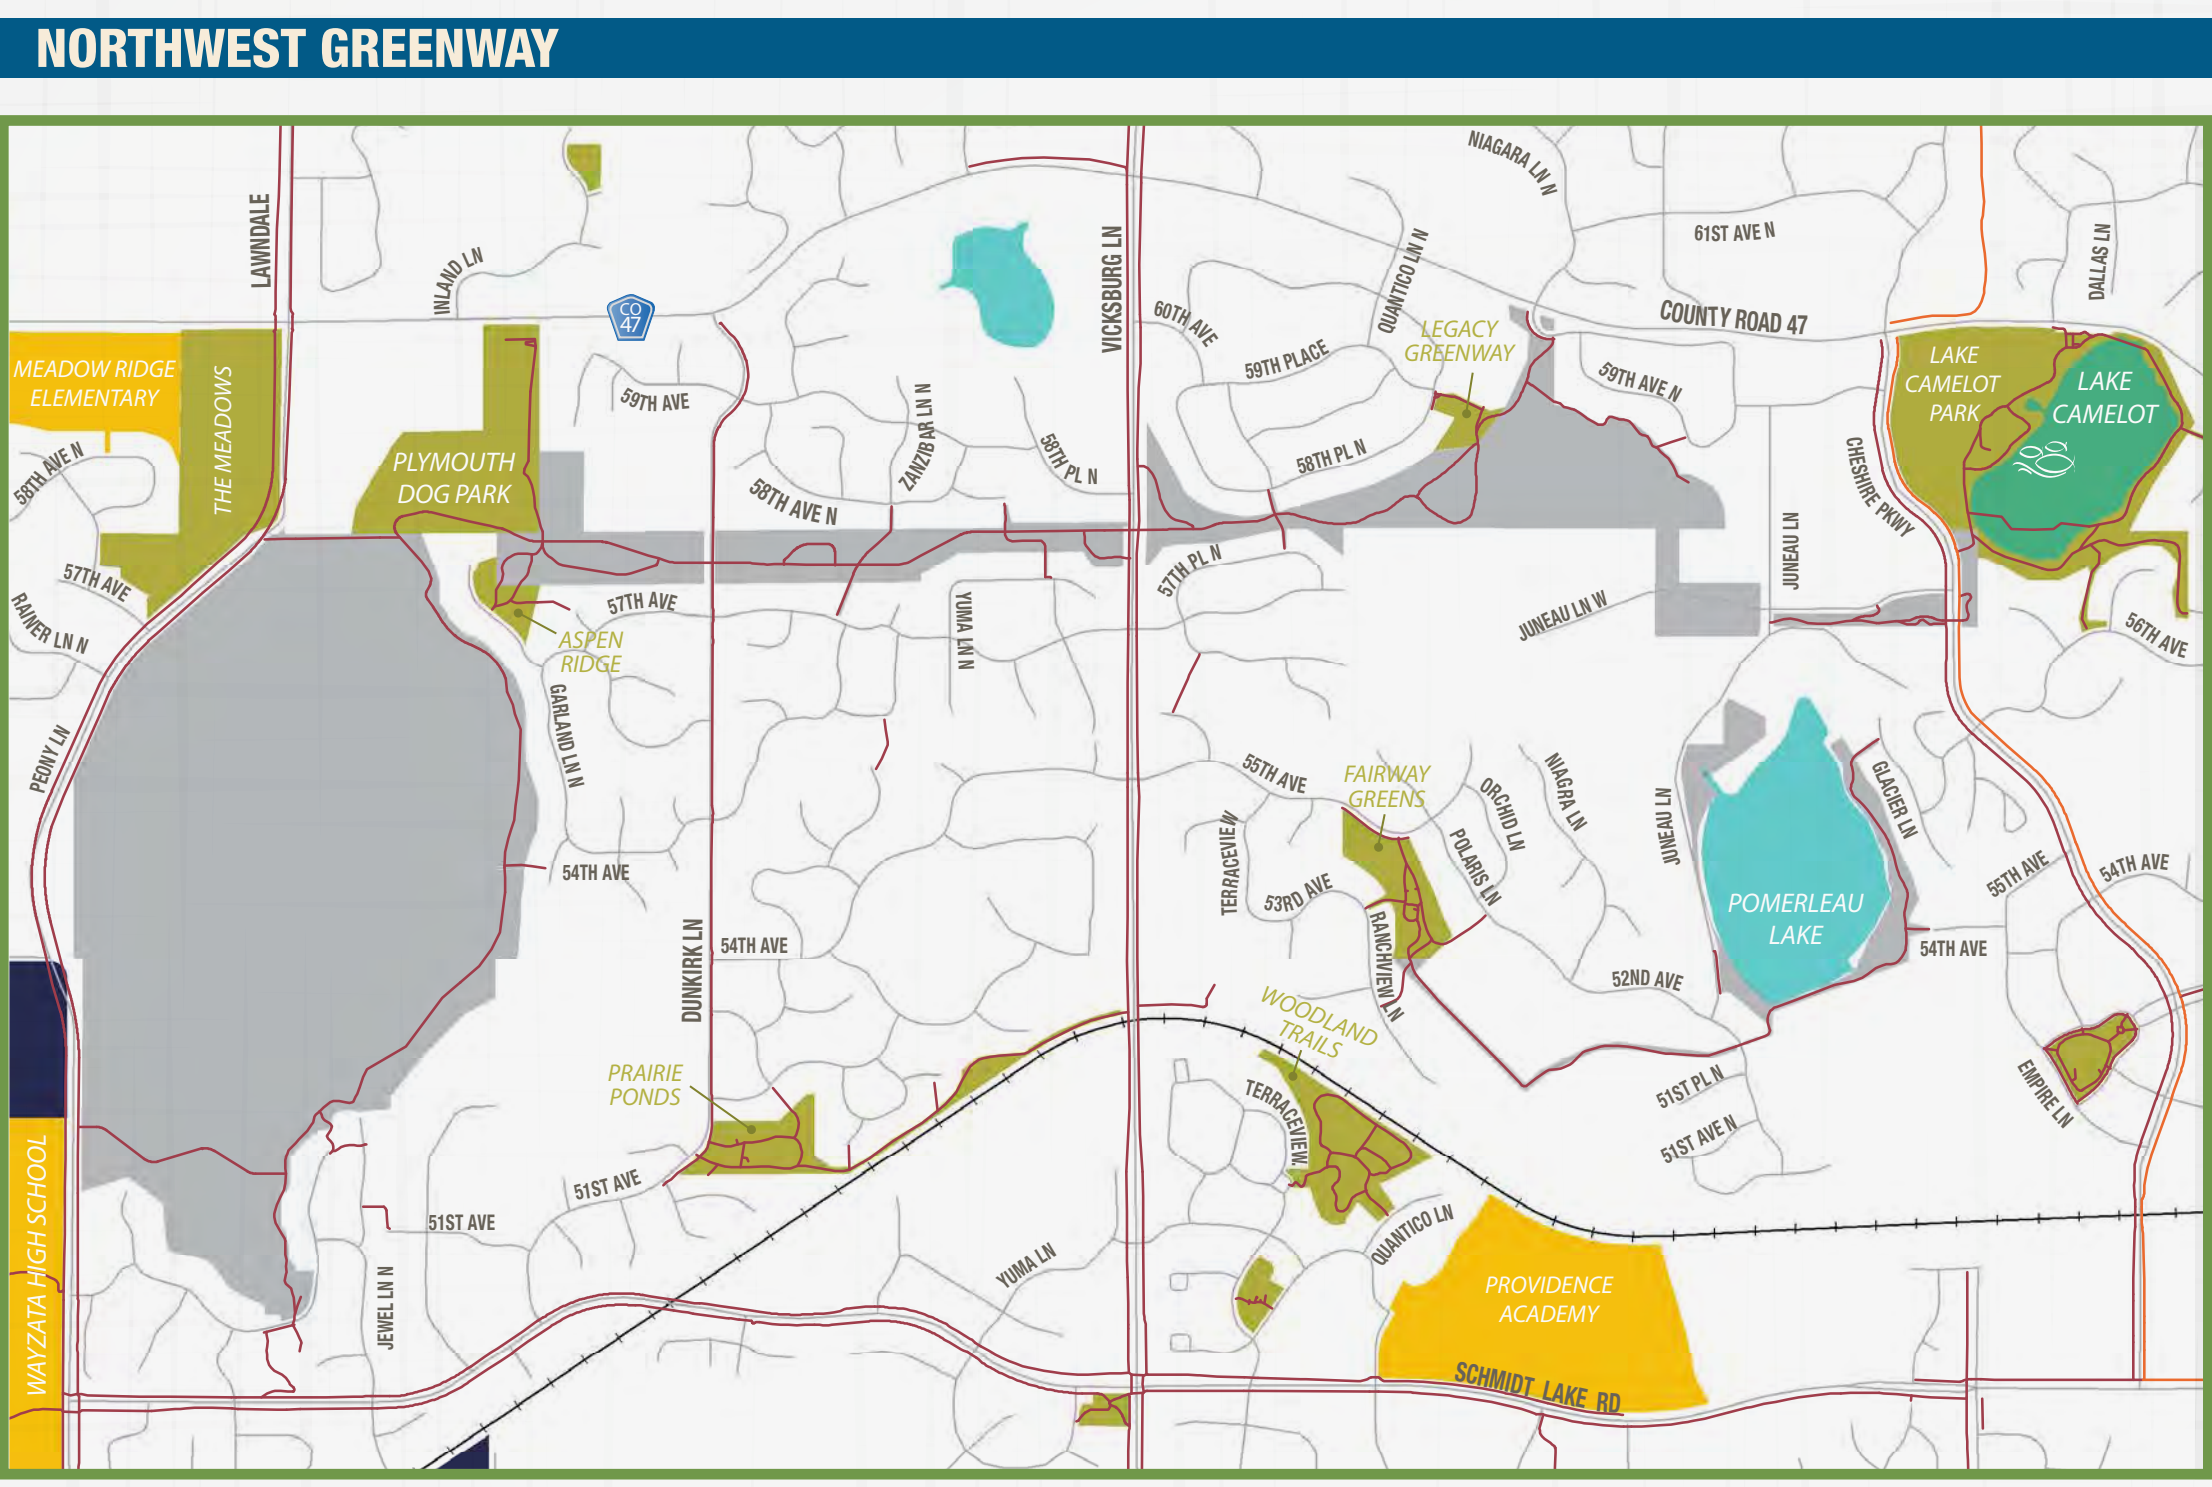 NORTHWEST GREENWAY
NIAGARA LN N
LAWNDALE
INLAND LN
CO
47
VICKSBURG LN
60TH AVE
QUANTICO LN N
61ST AVE N
DALLAS LN
COUNTY ROAD 47
LEGACY
GREENWAY
59TH PLACE
59TH AVE N
MEADOW RIDGE
ELEMENTARY
THE MEADOWS
59TH AVE
ZANZIBAR LN N
58TH PL N
58TH PL N
LAKE
CAMELOT
PARK
LAKE
CAMELOT
PLYMOUTH
DOG PARK
58TH AVE N
58TH AVE N
CHESHIRE PKWY
JUNEAU LN
57TH AVE
RAINER LN N
57TH AVE
ASPEN
RIDGE
YUMA LN N
57TH PL N
JUNEAU LN W
56TH AVE
GARLAND LN N
PEONY LN
55TH AVE
FAIRWAY
GREENS
ORCHID LN
NIAGRA LN
POLARIS LN
JUNEAU LN
GLACIER LN
TERRACEVIEW
53RD AVE
RANCHVIEW LN
54TH AVE
55TH AVE
54TH AVE
POMERLEAU
LAKE
DUNKIRK LN
54TH AVE
54TH AVE
52ND AVE
WOODLAND
TRAILS
PRAIRIE
PONDS
TERRACEVIEW
51ST PL N
51ST AVE N
EMPIRE LN
WAYZATA HIGH SCHOOL
51ST AVE
51ST AVE
YUMA LN
QUANTICO LN
JEWEL LN N
PROVIDENCE
ACADEMY
SCHMIDT LAKE RD